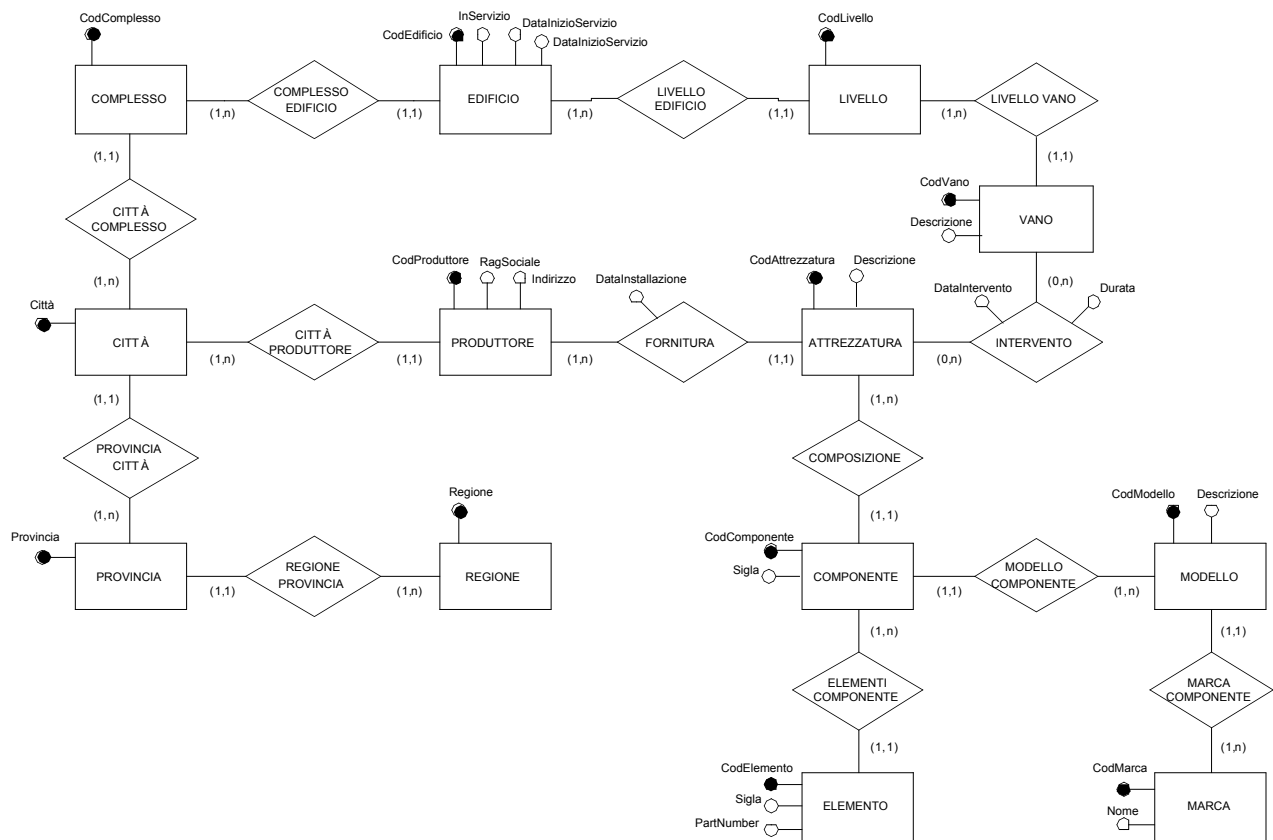 CodComplesso
InServizio
DataInizioServizio
CodEdificio
DataInizioServizio
CodLivello
COMPLESSO
COMPLESSO
EDIFICIO
EDIFICIO
LIVELLO
EDIFICIO
LIVELLO
LIVELLO VANO
(1,n)
(1,1)
(1,n)
(1,1)
(1,n)
(1,1)
(1,1)
CodVano
CITTÀ
COMPLESSO
VANO
Descrizione
CodProduttore
RagSociale
Indirizzo
DataInstallazione
CodAttrezzatura
Descrizione
(1,n)
(0,n)
DataIntervento
Durata
Città
CITTÀ
CITTÀ
PRODUTTORE
PRODUTTORE
FORNITURA
ATTREZZATURA
INTERVENTO
(1,n)
(1,1)
(1,n)
(1,1)
(0,n)
(1,1)
(1,n)
PROVINCIA
CITTÀ
COMPOSIZIONE
Regione
CodModello
Descrizione
(1,n)
(1,1)
Provincia
CodComponente
PROVINCIA
REGIONE
PROVINCIA
REGIONE
Sigla
COMPONENTE
MODELLO
COMPONENTE
MODELLO
(1,1)
(1,n)
(1,1)
(1,n)
(1,n)
(1,1)
ELEMENTI
COMPONENTE
MARCA
COMPONENTE
(1,1)
(1,n)
CodElemento
CodMarca
Sigla
ELEMENTO
Nome
MARCA
PartNumber